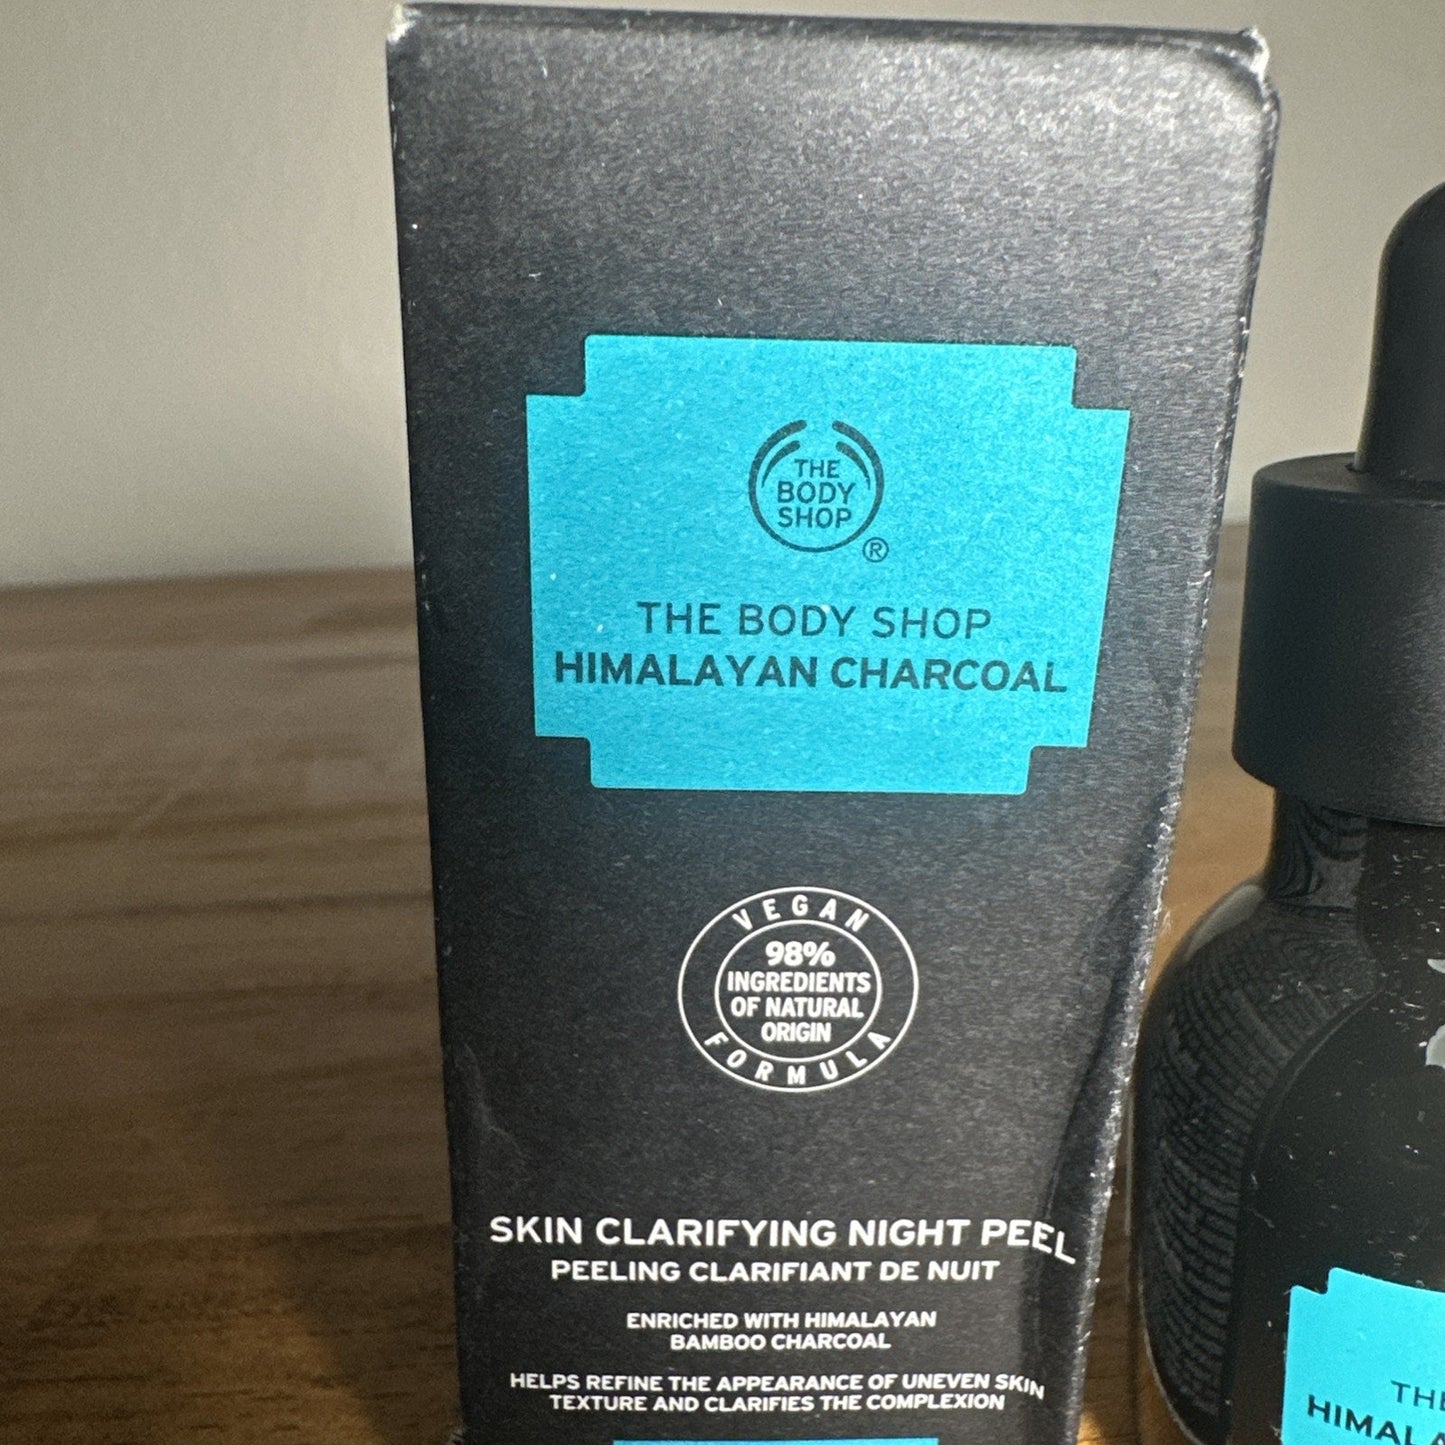 THE
BODY
SHOP
®
THE BODY SHOP
HIMALAYAN CHARCOAL
VEGAN
98%
INGREDIENTS
OF NATURAL
ORIGIN
FORMULA
SKIN CLARIFYING NIGHT PEEL
PEELING CLARIFIANT DE NUIT
ENRICHED WITH HIMALAYAN
BAMBOO CHARCOAL
HELPS REFINE THE APPEARANCE OF UNEVEN SKIN
TEXTURE AND CLARIFIES THE COMPLEXION
THE
HIMALA